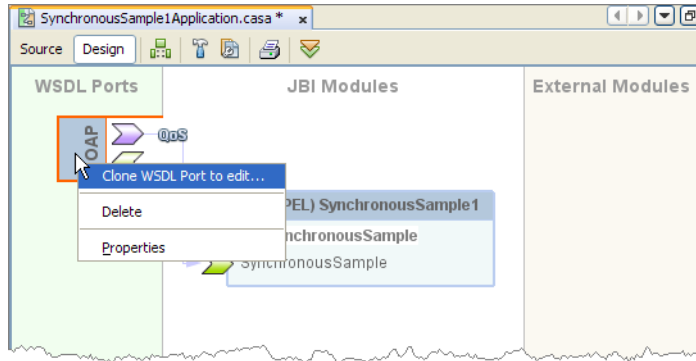 SynchronousSample1Application.casa * x
Source Design
WSDL Ports JBI Modules External Modules
OAP
QoS
Clone WSDL Port to edit...
Delete
Properties
PEL) SynchronousSample1
nchronousSample
SynchronousSample